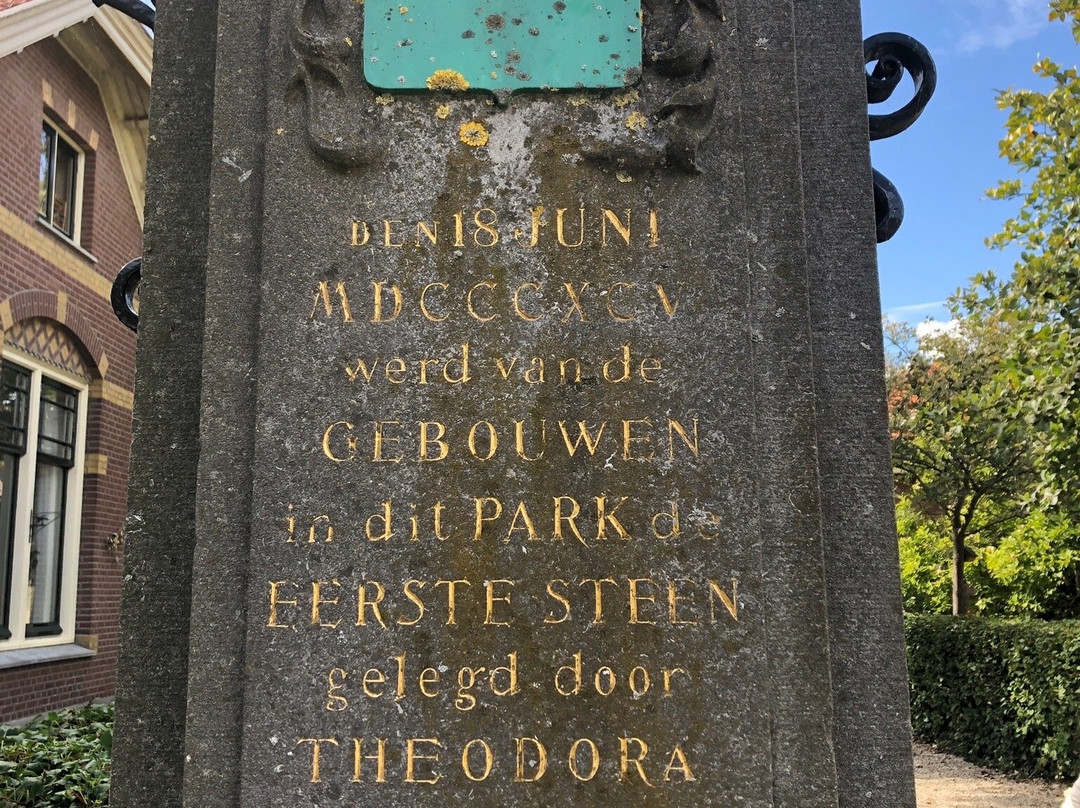 DEN 18 JUNI
MDCCCXCV
werd van de
GEBOUWEN
in dit PARK de
EERSTE STEEN
gelegd door
THEODORA